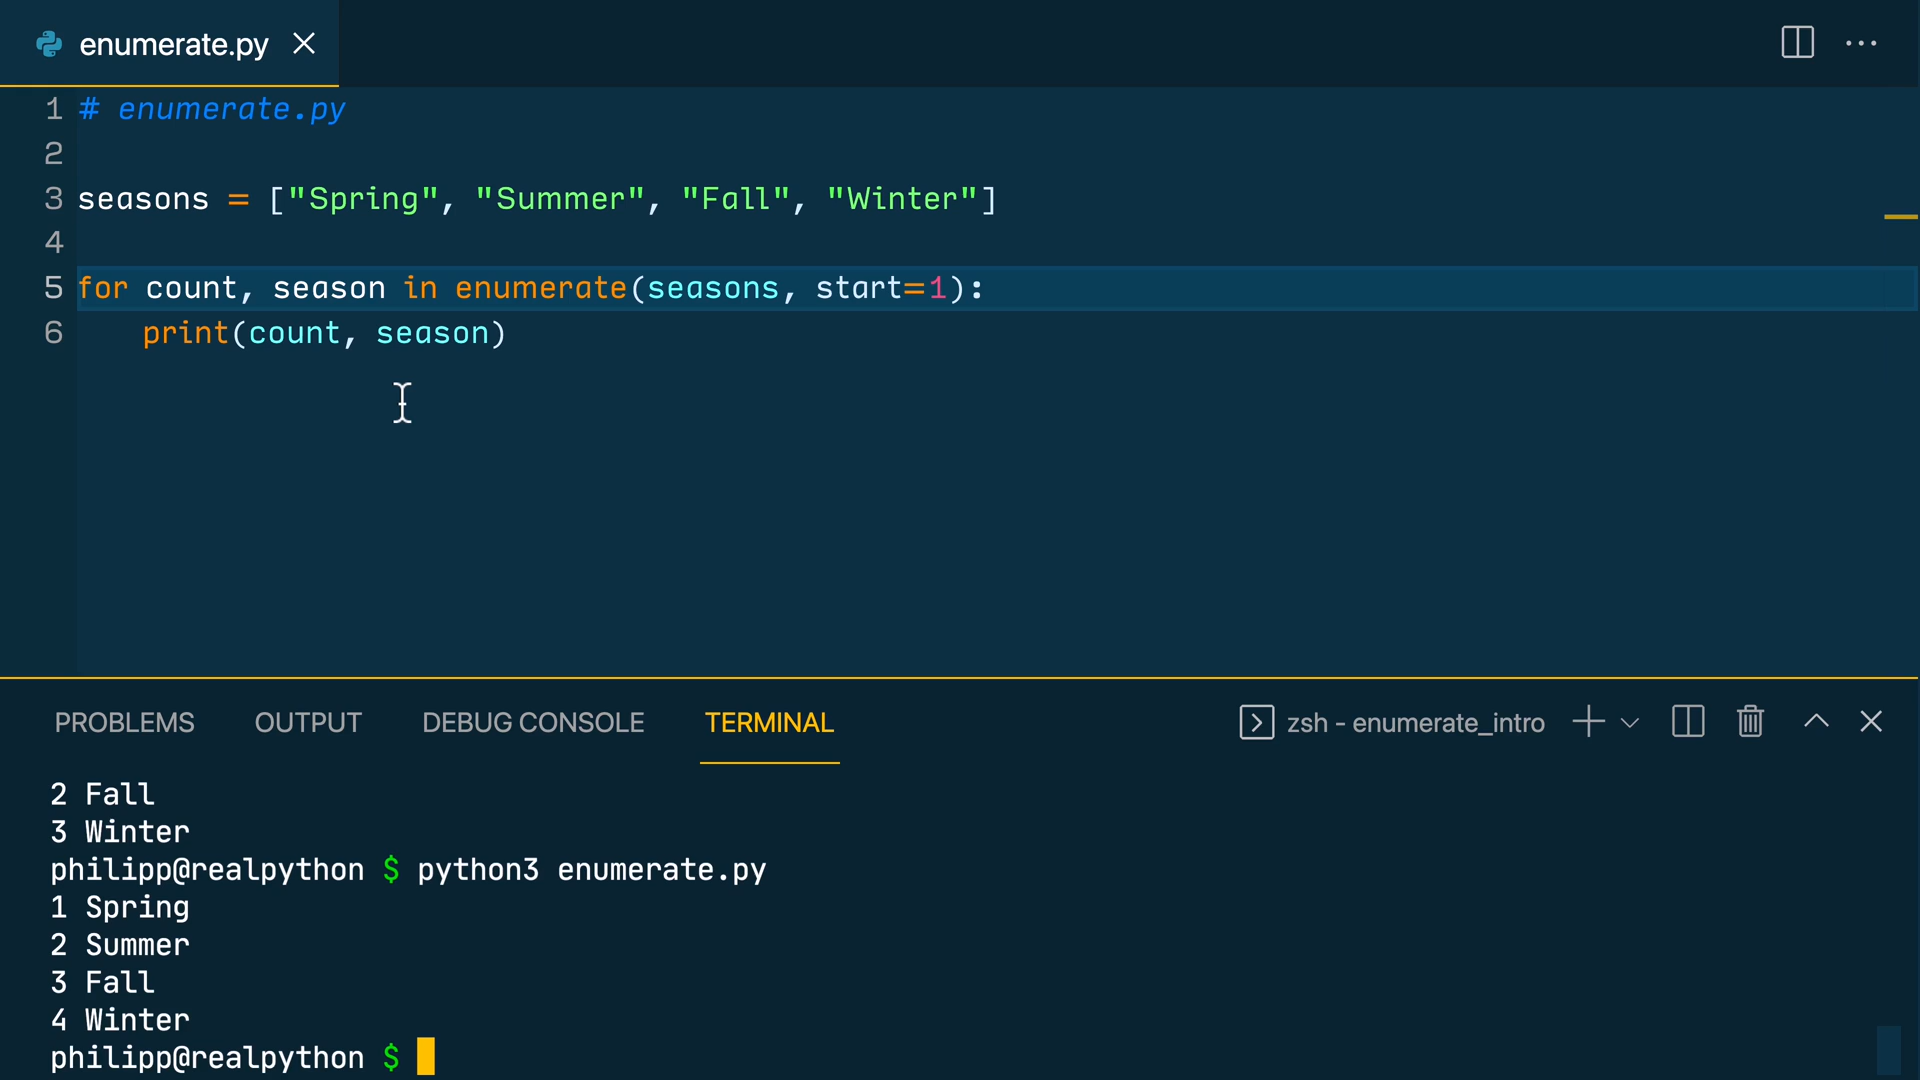 enumerate.py
1 # enumerate.py
2
3 seasons = ["Spring", "Summer", "Fall", "Winter"]
4
5 for count, season in enumerate(seasons, start=1):
6     print(count, season)
PROBLEMS OUTPUT DEBUG CONSOLE TERMINAL zsh - enumerate_intro
2 Fall
3 Winter
philipp@realpython $ python3 enumerate.py
1 Spring
2 Summer
3 Fall
4 Winter
philipp@realpython $